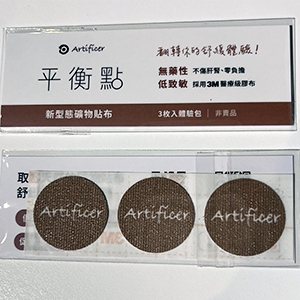 Artificer
翻轉你的舒緩體驗！
平衡點
無藥性 不傷肝腎、零負擔
低致敏 採用3M醫療級膠布
新型態礦物貼布
3枚入體驗包 | 非賣品
取
舒
Artificer Artificer Artificer